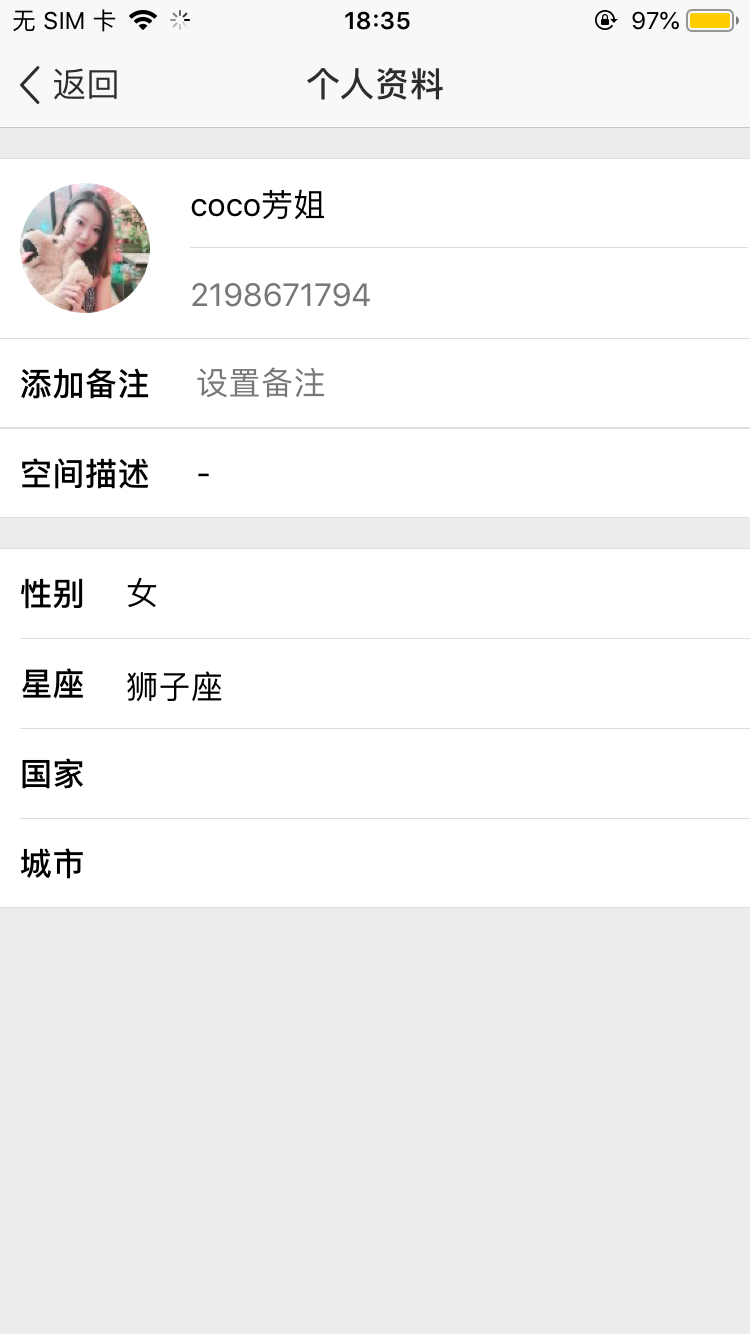 无 SIM 卡 18:35 97%
返回 个人资料
coco芳姐
2198671794
添加备注 设置备注
空间描述 -
性别 女
星座 狮子座
国家
城市